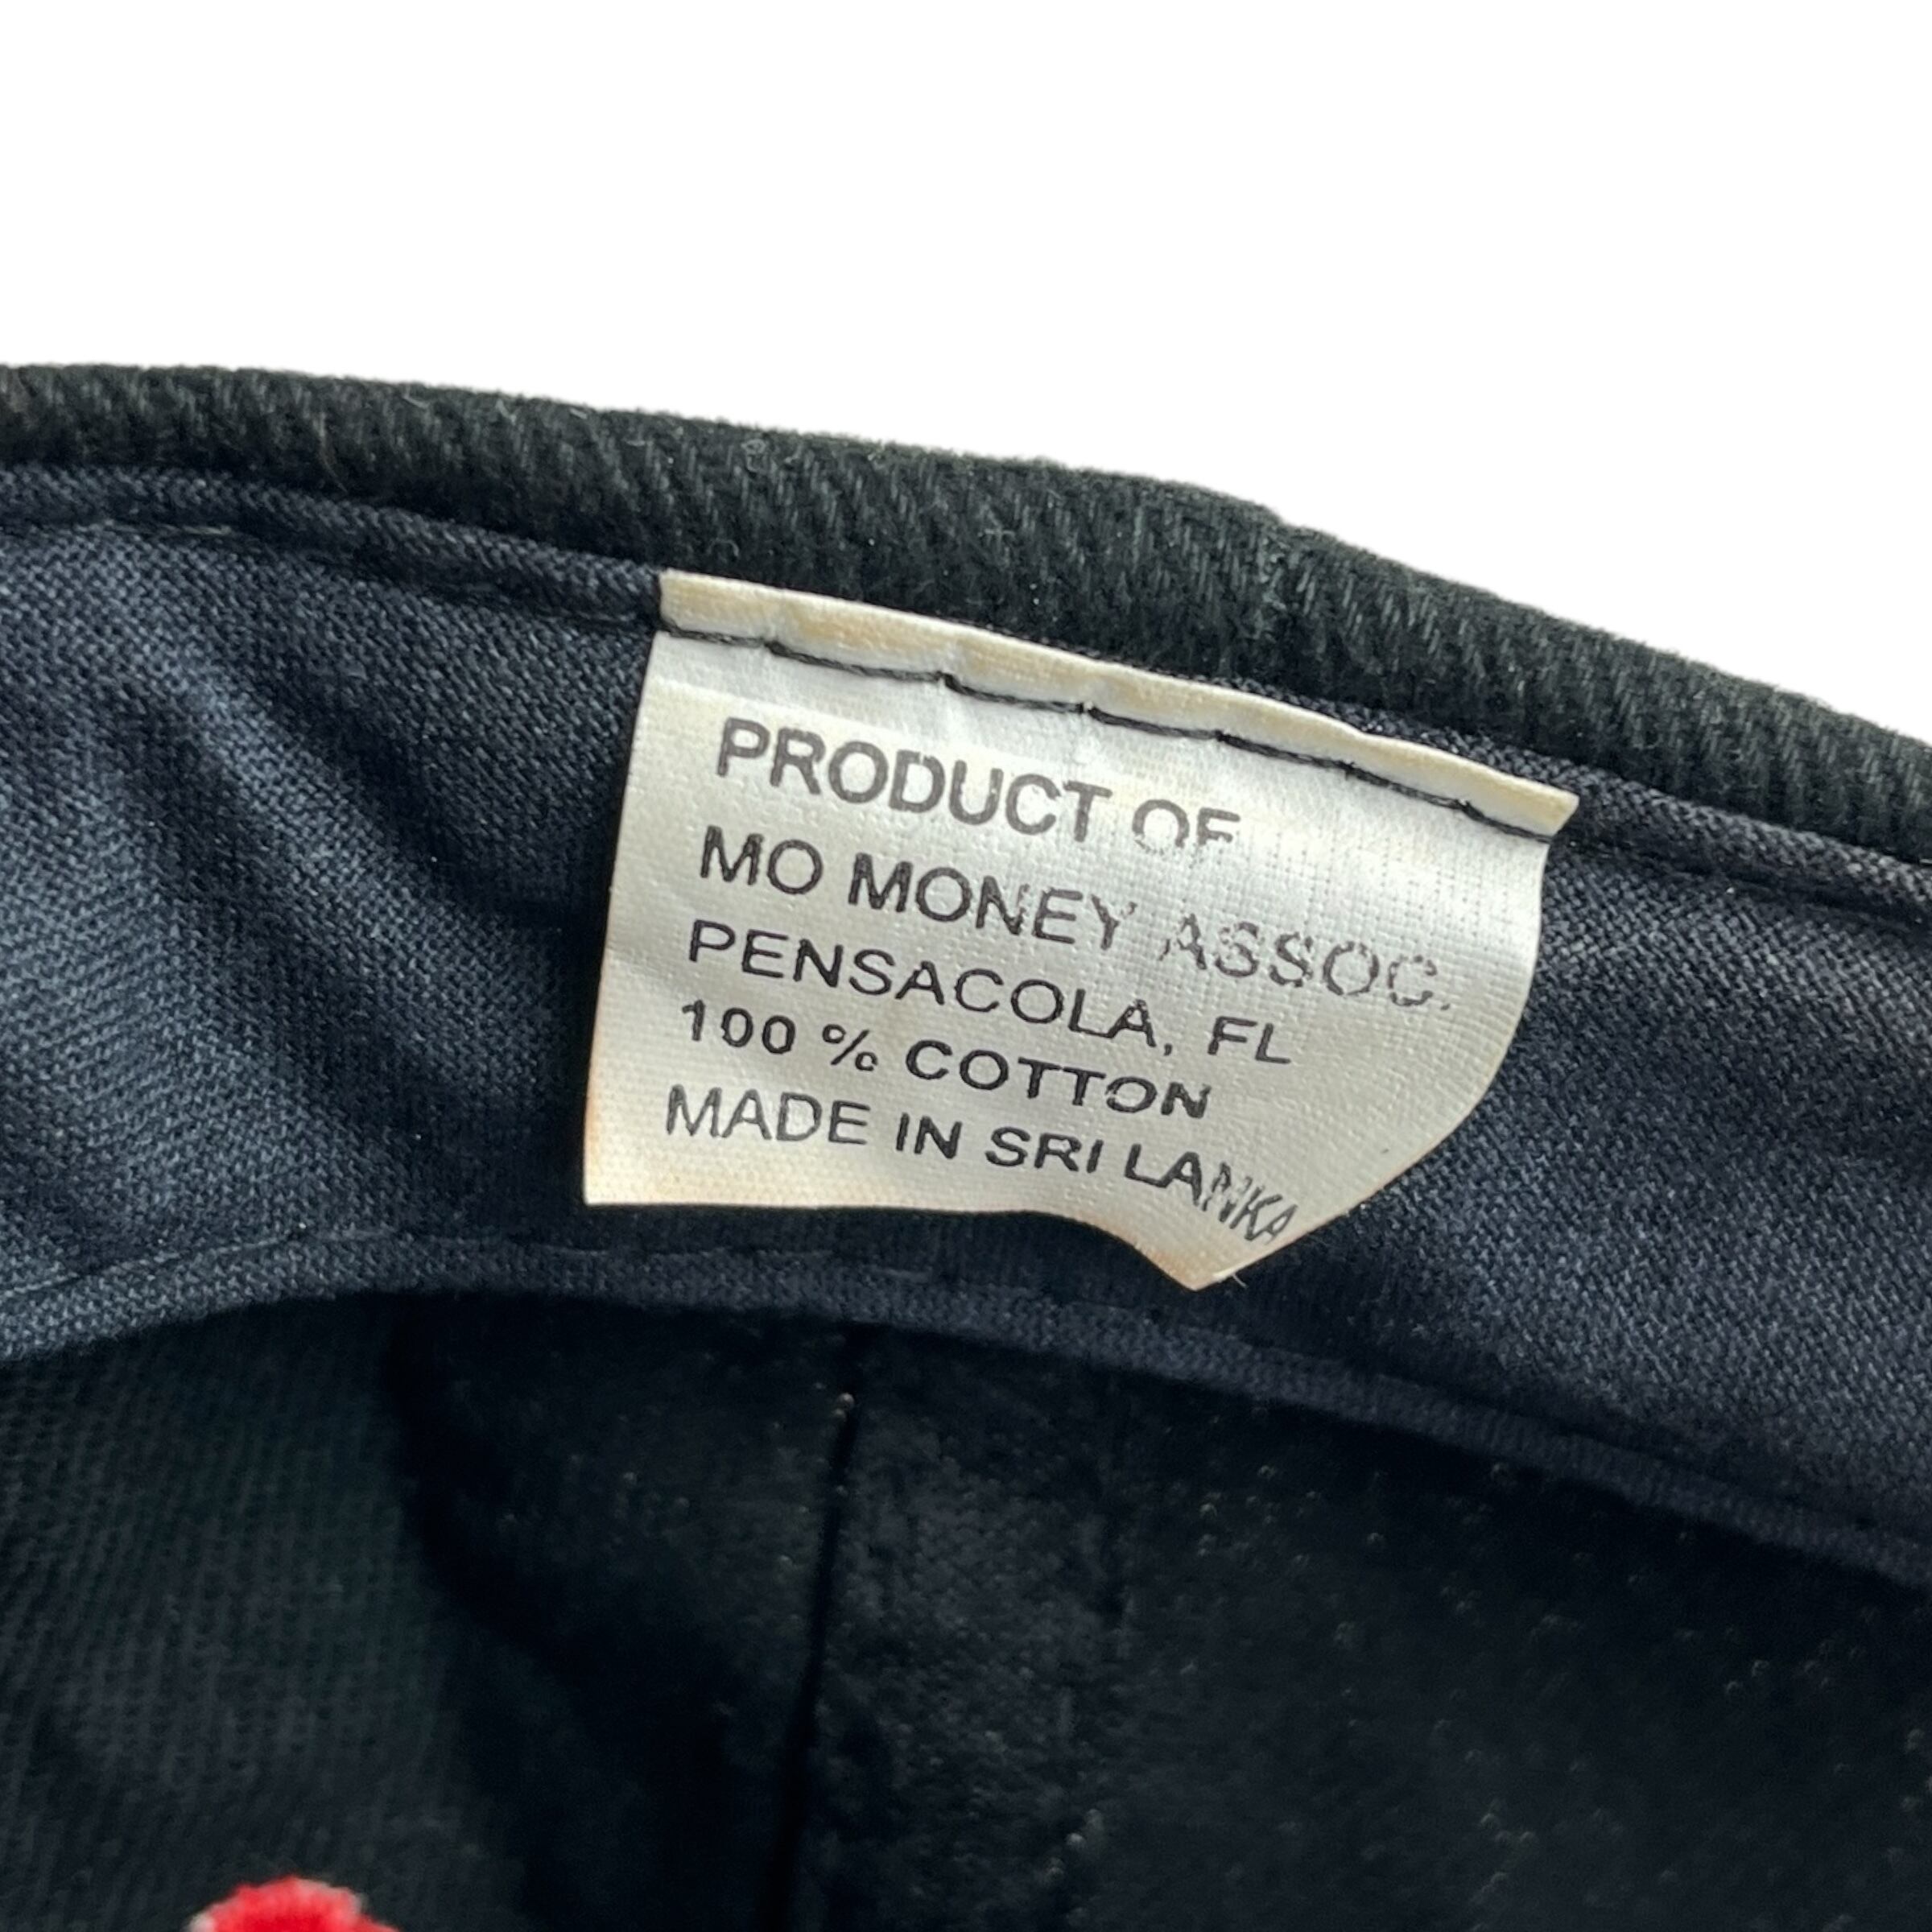 PRODUCT OF
MO MONEY ASSOC.
PENSACOLA, FL
100 % COTTON
MADE IN SRI LANKA